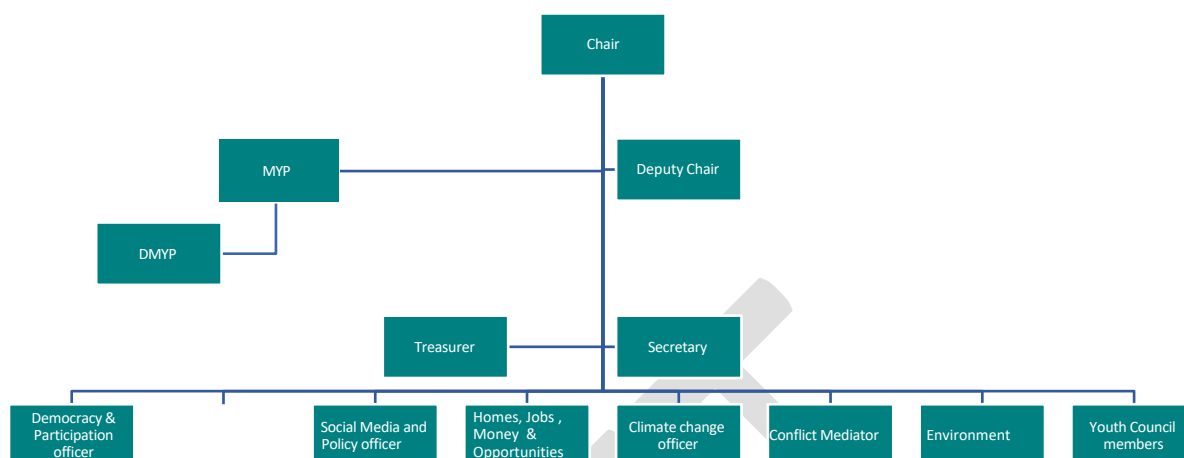 Chair
MYP
Deputy Chair
DMYP
Treasurer
Secretary
Democracy &
Participation
officer
Social Media and
Policy officer
Homes, Jobs ,
Money &
Opportunities
Climate change
officer
Conflict Mediator
Environment
Youth Council
members